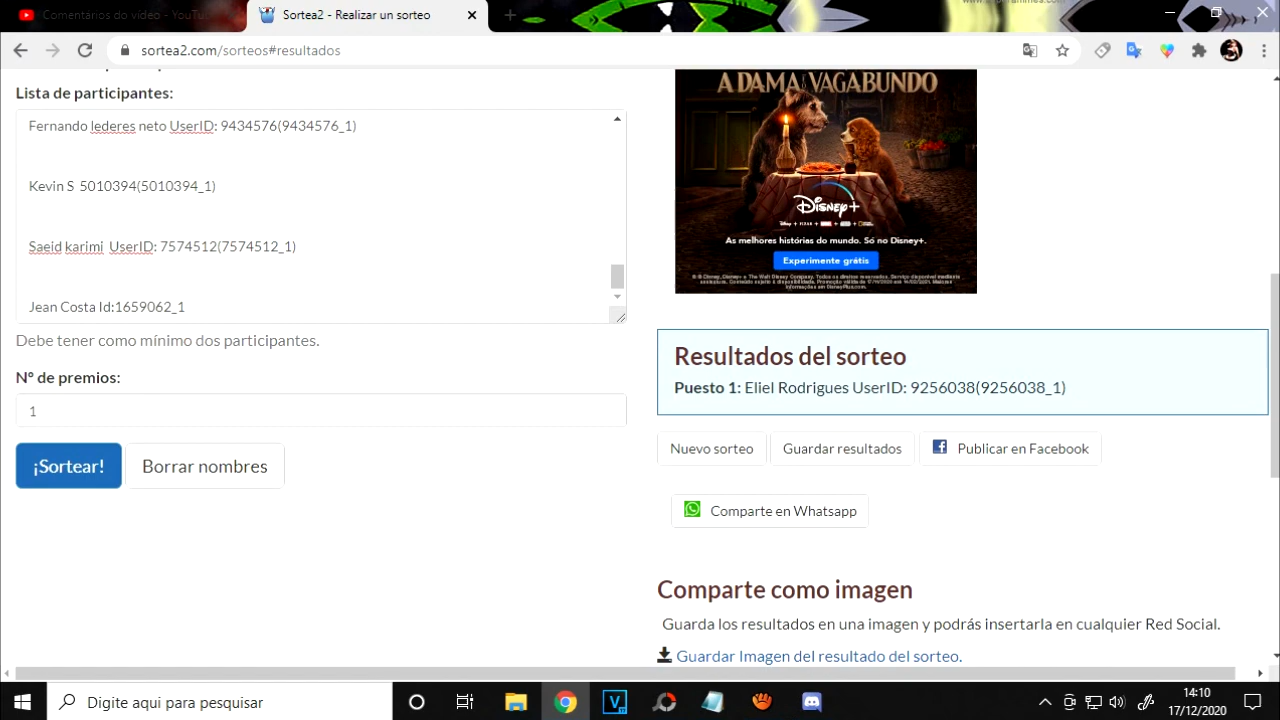 Comentários do vídeo - YouTu
Sortea2 - Realizar un sorteo
sortea2.com/sorteos#resultados
Lista de participantes:
Fernando lederes neto UserID: 9434576(9434576_1)
Kevin S 5010394(5010394_1)
Saeid karimi UserID: 7574512(7574512_1)
Jean Costa Id:1659062_1
Debe tener como mínimo dos participantes.
Nº de premios:
1
¡Sortear!
Borrar nombres
A DAMA E O VAGABUNDO
Disney+
As melhores histórias do mundo. Só no Disney+.
Experimente grátis
Resultados del sorteo
Puesto 1: Eliel Rodrigues UserID: 9256038(9256038_1)
Nuevo sorteo
Guardar resultados
Publicar en Facebook
Comparte en Whatsapp
Comparte como imagen
Guarda los resultados en una imagen y podrás insertarla en cualquier Red Social.
Guardar Imagen del resultado del sorteo.
Digite aqui para pesquisar
14:10
17/12/2020